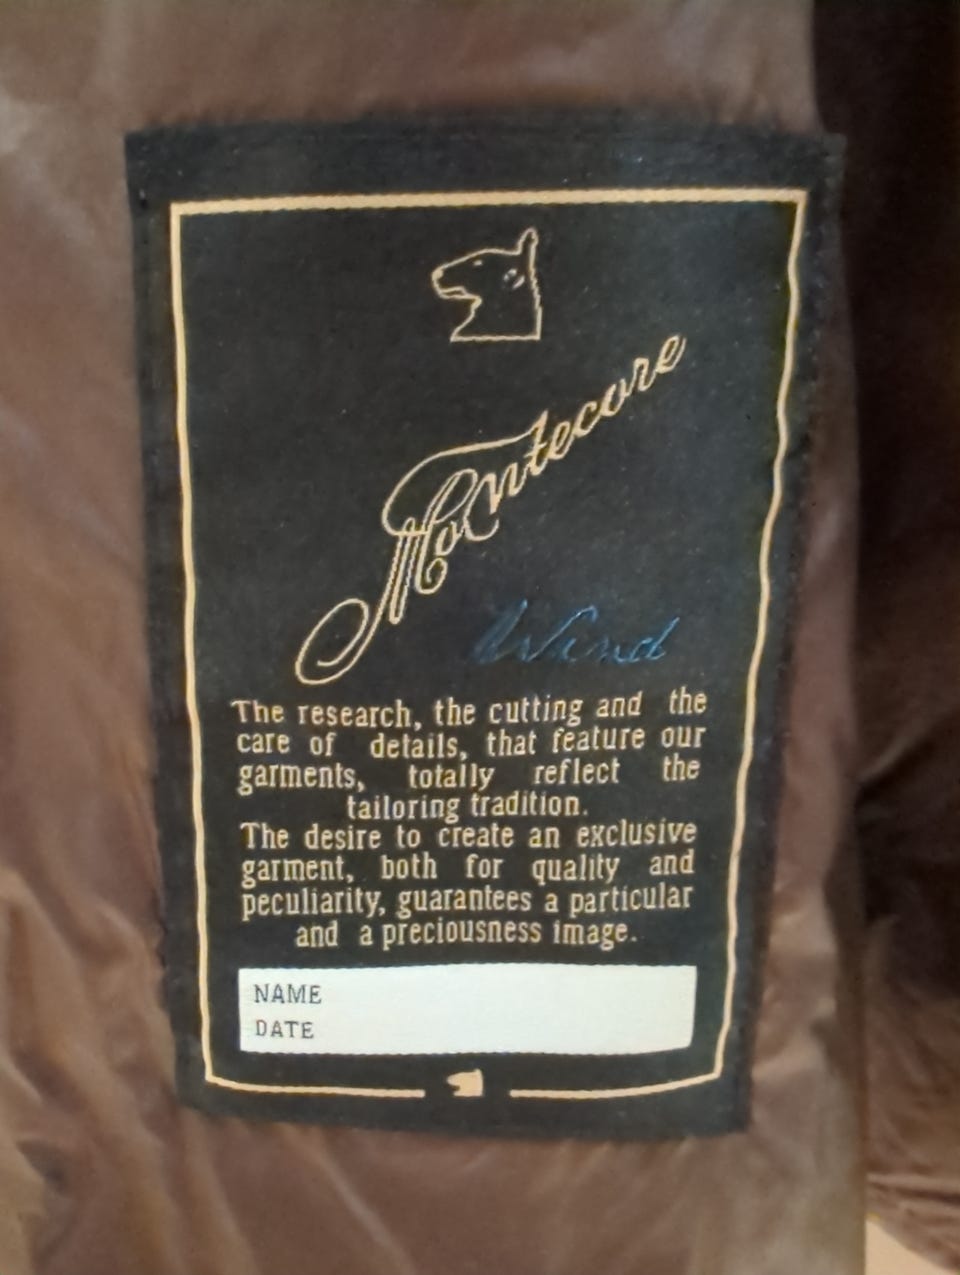 Montecore
Wind
The research, the cutting and the
care of details, that feature our
garments, totally reflect the
tailoring tradition.
The desire to create an exclusive
garment, both for quality and
peculiarity, guarantees a particular
and a preciousness image.
NAME
DATE